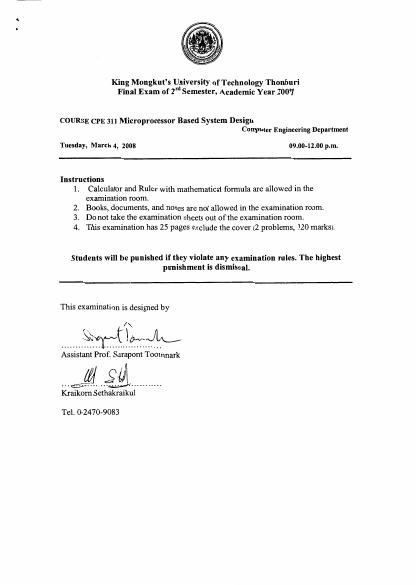 King Mongkut's University of Technology Thonburi
Final Exam of 2nd Semester, Academic Year 2007
COURSE CPE 311 Microprocessor Based System Design
Computer Engineering Department
Tuesday, March 4, 2008 09.00-12.00 p.m.
Instructions
1. Calculator and Ruler with mathematical formula are allowed in the
examination room.
2. Books, documents, and notes are not allowed in the examination room.
3. Do not take the examination sheets out of the examination room.
4. This examination has 25 pages exclude the cover (2 problems, 120 marks).
Students will be punished if they violate any examination rules. The highest
punishment is dismissal.
This examination is designed by
Assistant Prof. Sarapont Toommark
Kraikorn Sethakraikul
Tel. 0-2470-9083